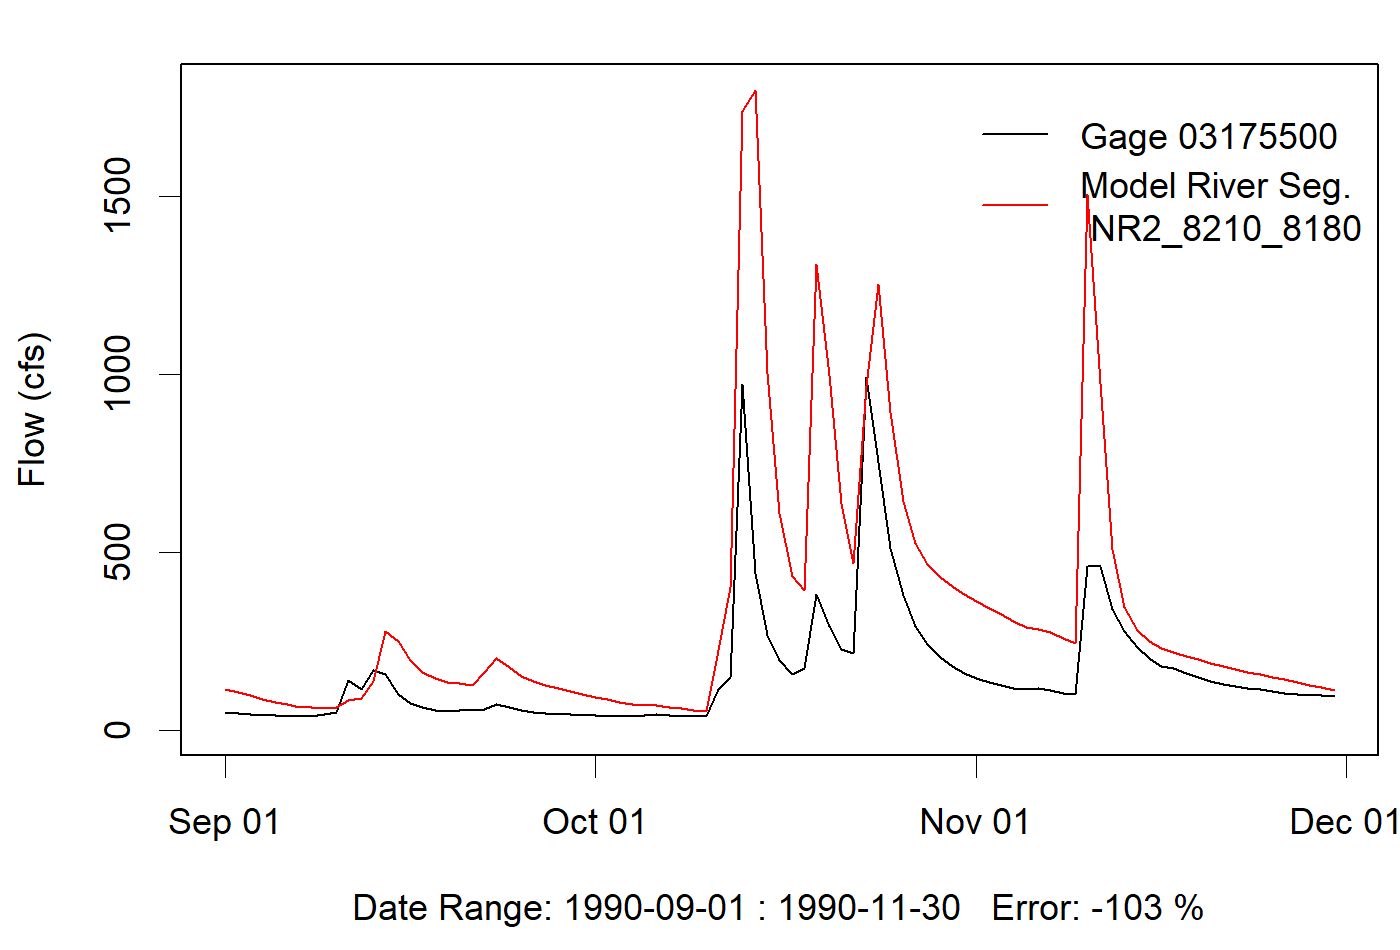 Gage 03175500
Model River Seg.
NR2_8210_8180
Flow (cfs)
1500
1000
500
0
Sep 01
Oct 01
Nov 01
Dec 01
Date Range: 1990-09-01 : 1990-11-30 Error: -103 %